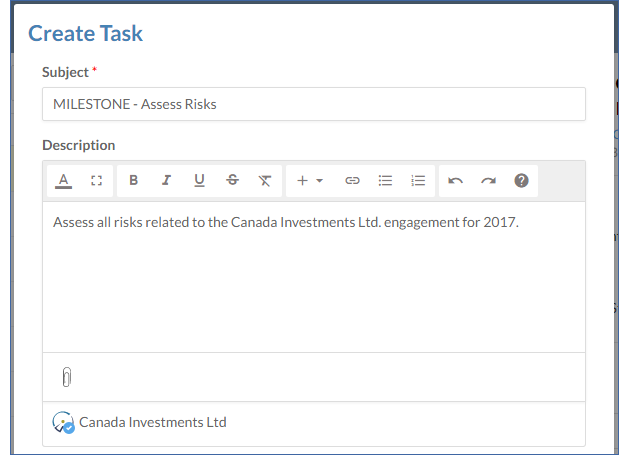 Create Task
Subject *
MILESTONE - Assess Risks
Description
A B I U S T
Assess all risks related to the Canada Investments Ltd. engagement for 2017.
Canada Investments Ltd